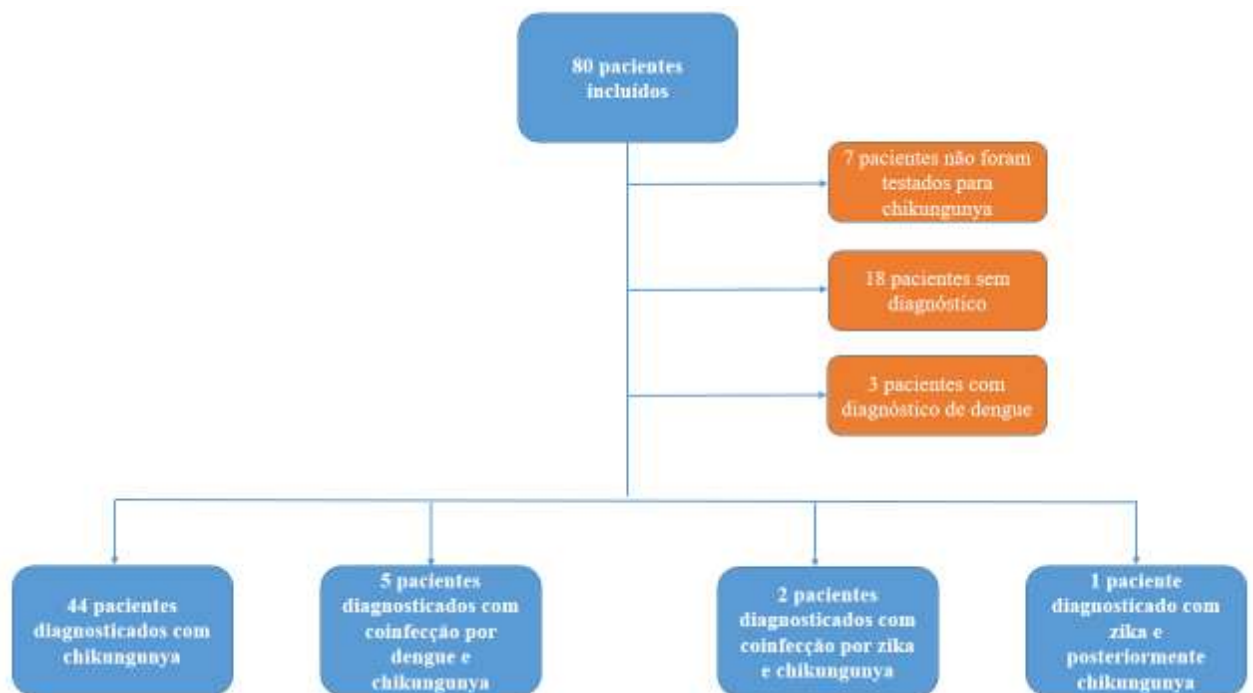 80 pacientes
incluídos
7 pacientes não foram
testados para
chikungunya
18 pacientes sem
diagnóstico
3 pacientes com
diagnóstico de dengue
44 pacientes
diagnosticados com
chikungunya
5 pacientes
diagnosticados com
coinfecção por
dengue e
chikungunya
2 pacientes
diagnosticados com
coinfecção por zika
e chikungunya
1 paciente
diagnosticado com
zika e
posteriormente
chikungunya